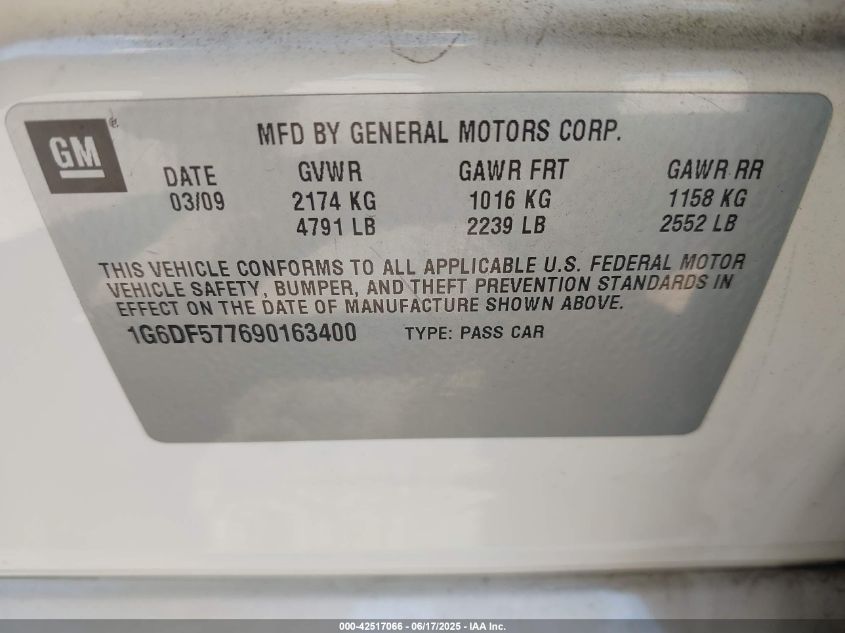 GM
MFD BY GENERAL MOTORS CORP.
DATE GVWR GAWR FRT GAWR RR
03/09 2174 KG 1016 KG 1158 KG
4791 LB 2239 LB 2552 LB
THIS VEHICLE CONFORMS TO ALL APPLICABLE U.S. FEDERAL MOTOR
VEHICLE SAFETY, BUMPER, AND THEFT PREVENTION STANDARDS IN
EFFECT ON THE DATE OF MANUFACTURE SHOWN ABOVE.
1G6DF577690163400 TYPE: PASS CAR
000-42517066 - 06/17/2025 - IAA Inc.